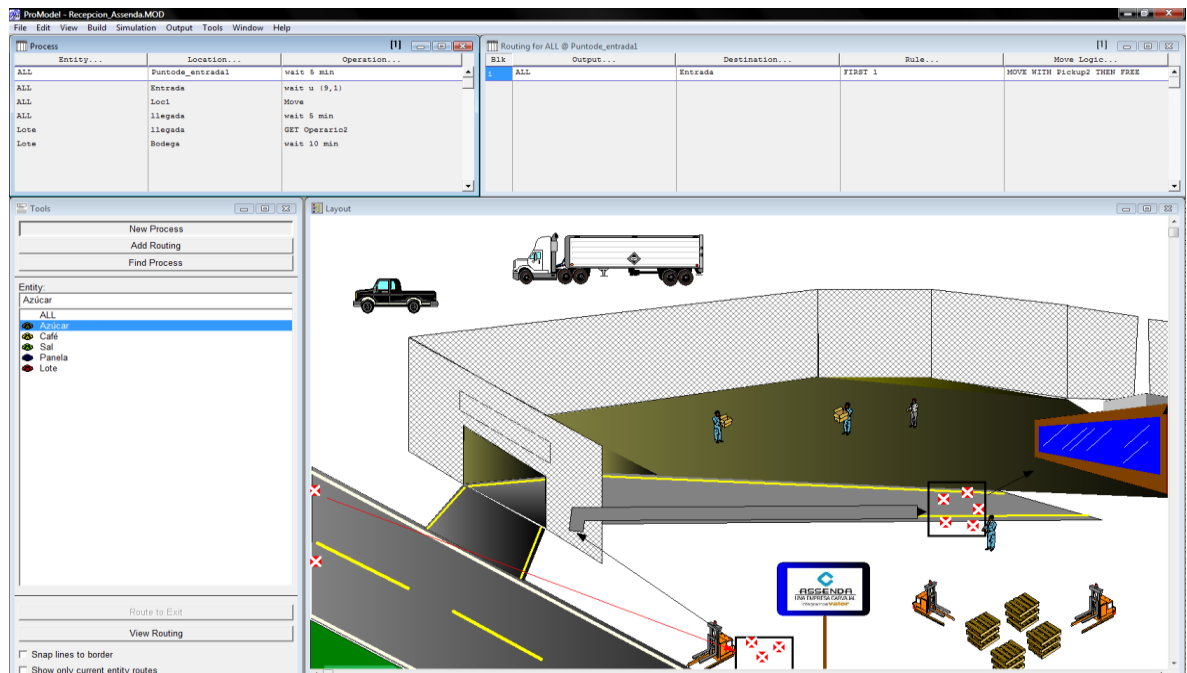 ProModel - Recepcion_Assenda.MOD
File Edit View Build Simulation Output Tools Window Help
Process [1]
Entity... Location... Operation...
ALL Puntode_entrada1 wait 5 min
ALL Entrada wait u (9,1)
ALL Loc1 Move
ALL llegada wait 5 min
Lote llegada GET Operario2
Lote Bodega wait 10 min
Routing for ALL @ Puntode_entrada1 [1]
Blk Output... Destination... Rule... Move Logic...
1 ALL Entrada FIRST 1 MOVE WITH Pickup2 THEN FREE
Tools
New Process
Add Routing
Find Process
Entity:
Azúcar
ALL
Azúcar
Café
Sal
Panela
Lote
Route to Exit
View Routing
Snap lines to border
Show only current entity routes
Layout
ASSENDA
UNA EMPRESA CARVAJAL
integramos valor